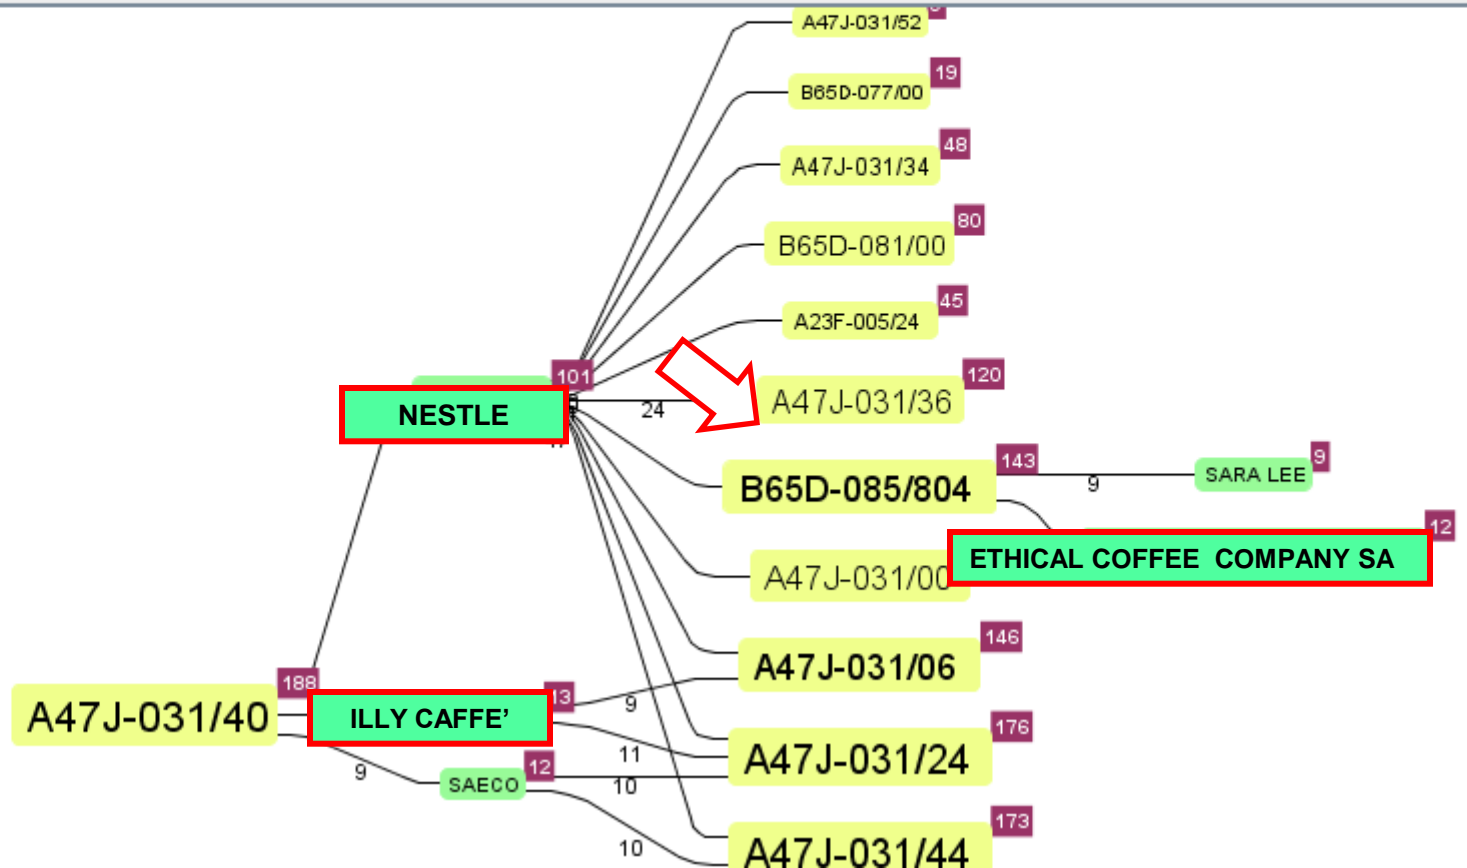 A47J-031/52
B65D-077/00
19
A47J-031/34
48
B65D-081/00
80
A23F-005/24
45
NESTLE
101
24
A47J-031/36
120
B65D-085/804
143
9
SARA LEE
9
A47J-031/00
ETHICAL COFFEE COMPANY SA
12
A47J-031/06
146
A47J-031/40
188
ILLY CAFFE’
13
9
11
A47J-031/24
176
9
SAECO
12
10
10
A47J-031/44
173